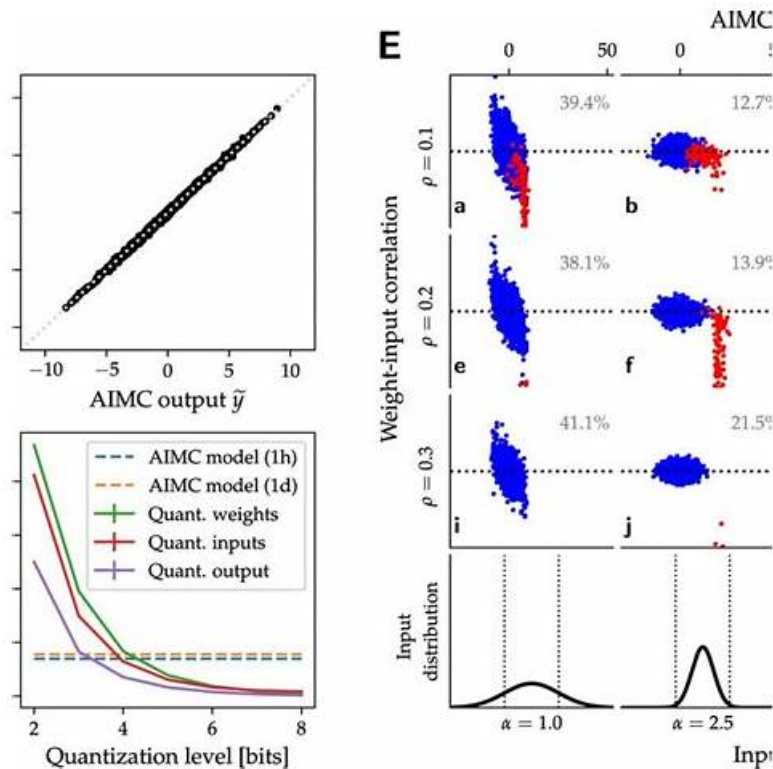 −10 −5 0 5 10
AIMC output ỹ
AIMC model (1h)
AIMC model (1d)
Quant. weights
Quant. inputs
Quant. output
2 4 6 8
Quantization level [bits]
E
AIMC
0 50 0
Weight-input correlation
ρ = 0.1
39.4%
a
12.7%
b
ρ = 0.2
38.1%
e
13.9%
f
ρ = 0.3
41.1%
i
21.5%
j
Input
distribution
α = 1.0
α = 2.5